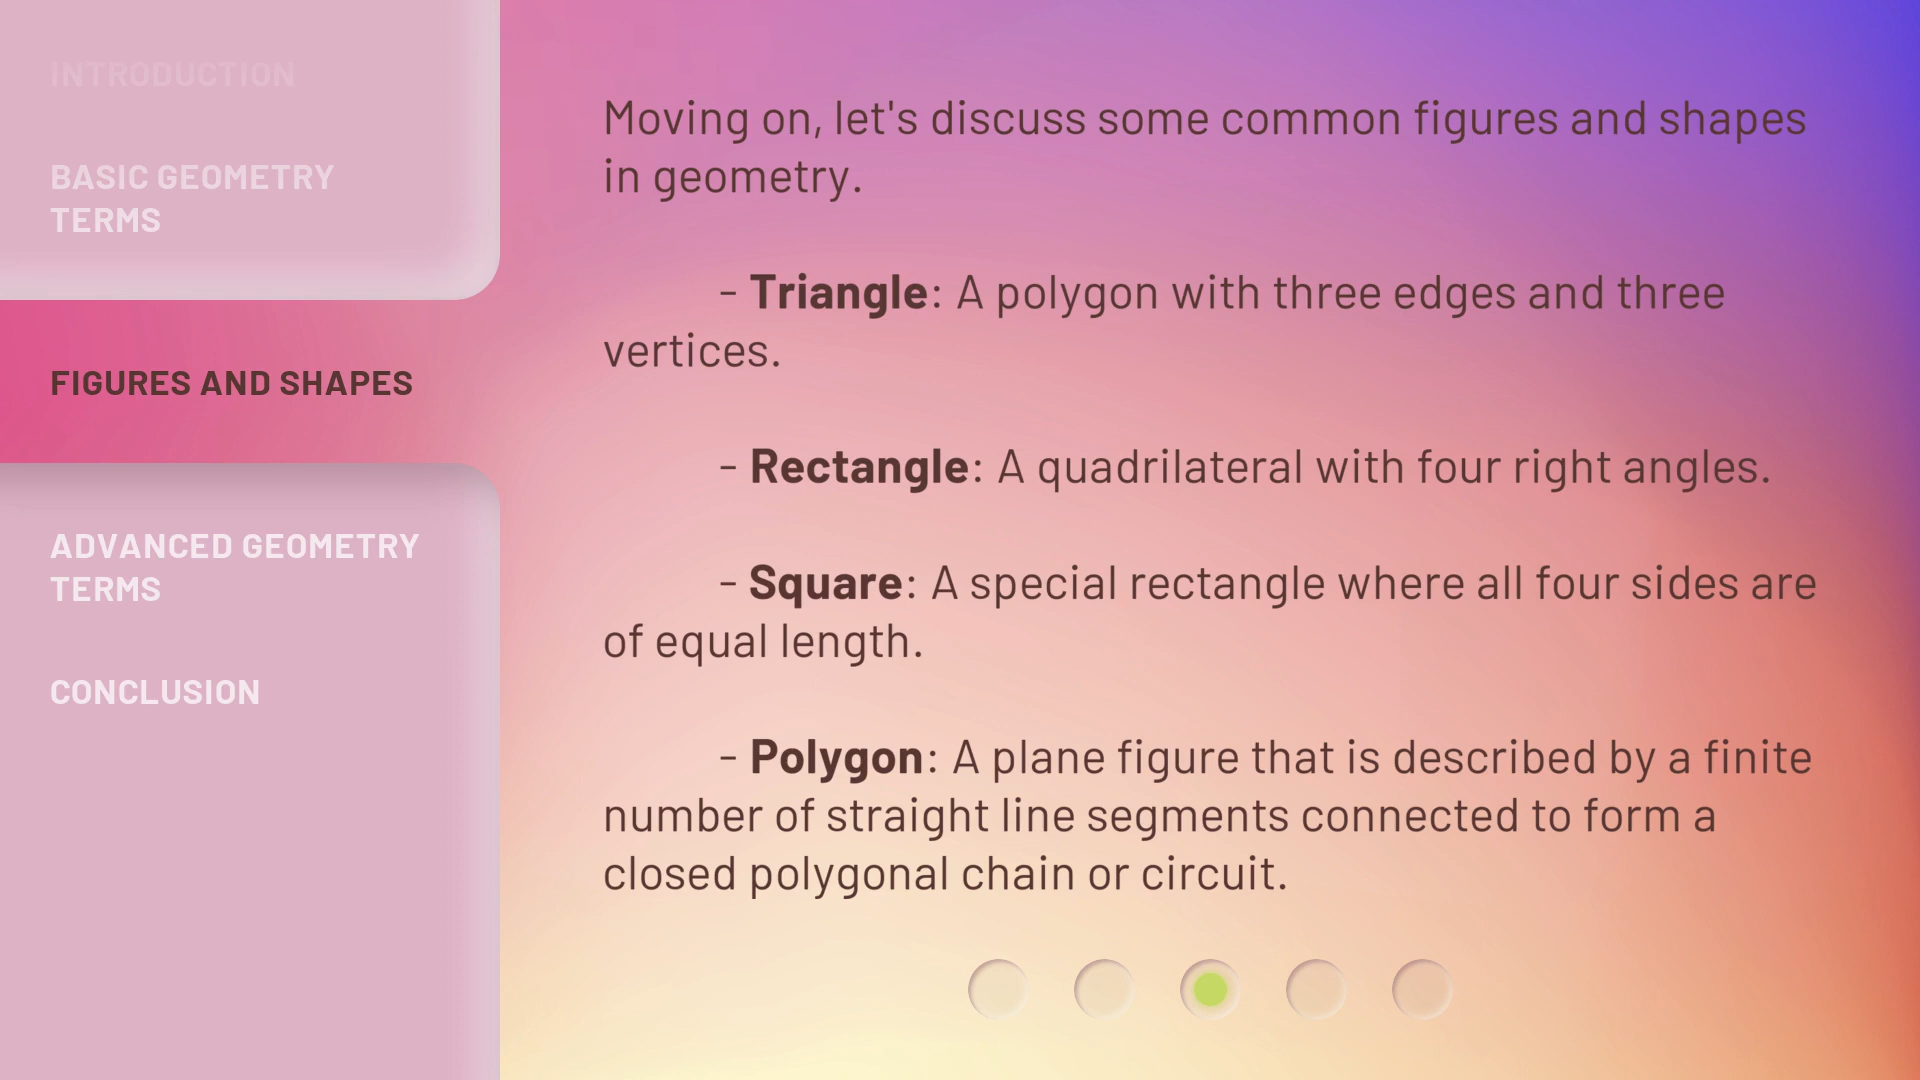 INTRODUCTION
BASIC GEOMETRY
TERMS
FIGURES AND SHAPES
ADVANCED GEOMETRY
TERMS
CONCLUSION
Moving on, let's discuss some common figures and shapes
in geometry.
- Triangle: A polygon with three edges and three
vertices.
- Rectangle: A quadrilateral with four right angles.
- Square: A special rectangle where all four sides are
of equal length.
- Polygon: A plane figure that is described by a finite
number of straight line segments connected to form a
closed polygonal chain or circuit.